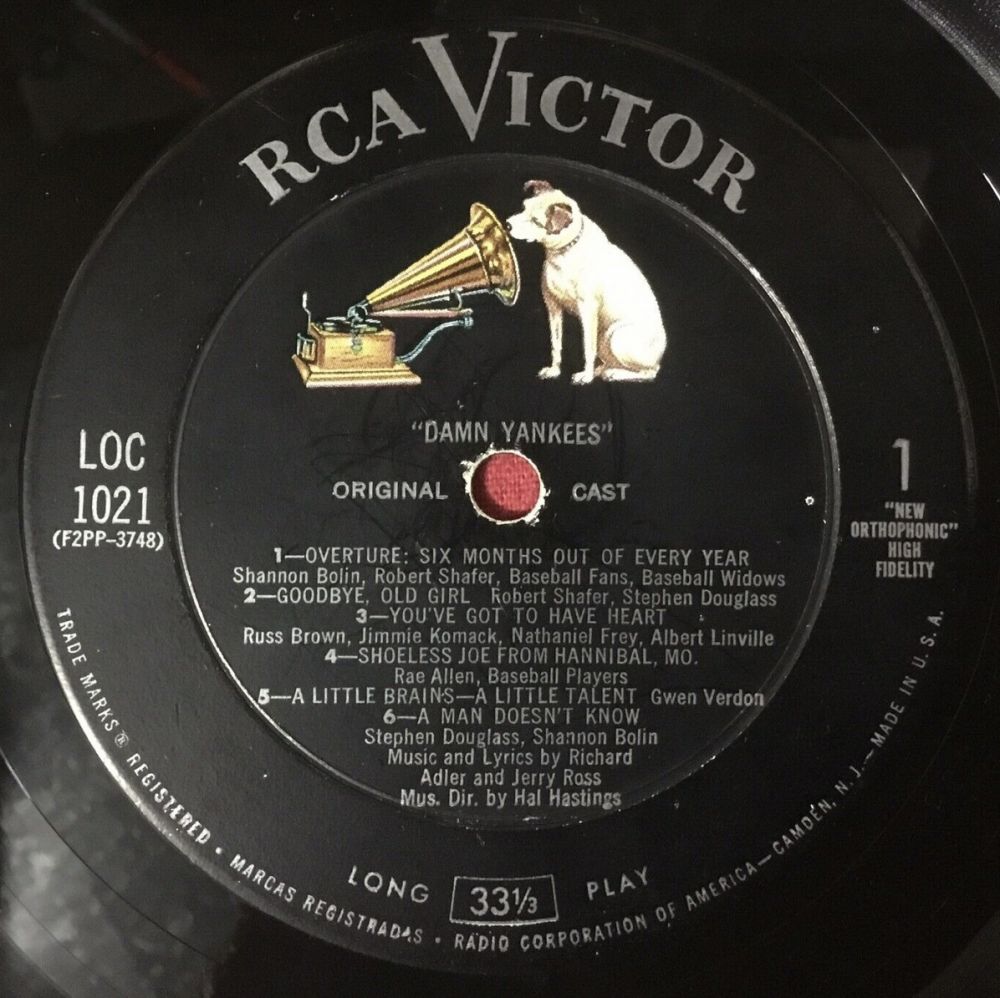 RCA VICTOR
"DAMN YANKEES"
ORIGINAL CAST
LOC
1021
(F2PP-3748)
1
"NEW
ORTHOPHONIC"
HIGH
FIDELITY
1—OVERTURE: SIX MONTHS OUT OF EVERY YEAR
Shannon Bolin, Robert Shafer, Baseball Fans, Baseball Widows
2—GOODBYE, OLD GIRL Robert Shafer, Stephen Douglass
3—YOU'VE GOT TO HAVE HEART
Russ Brown, Jimmie Komack, Nathaniel Frey, Albert Linville
4—SHOELESS JOE FROM HANNIBAL, MO.
Rae Allen, Baseball Players
5—A LITTLE BRAINS—A LITTLE TALENT Gwen Verdon
6—A MAN DOESN'T KNOW
Stephen Douglass, Shannon Bolin
Music and Lyrics by Richard
Adler and Jerry Ross
Mus. Dir. by Hal Hastings
LONG 33⅓ PLAY
TRADE MARKS ® REGISTERED • MARCAS REGISTRADAS • RADIO CORPORATION OF AMERICA—CAMDEN, N. J.—MADE IN U. S. A.